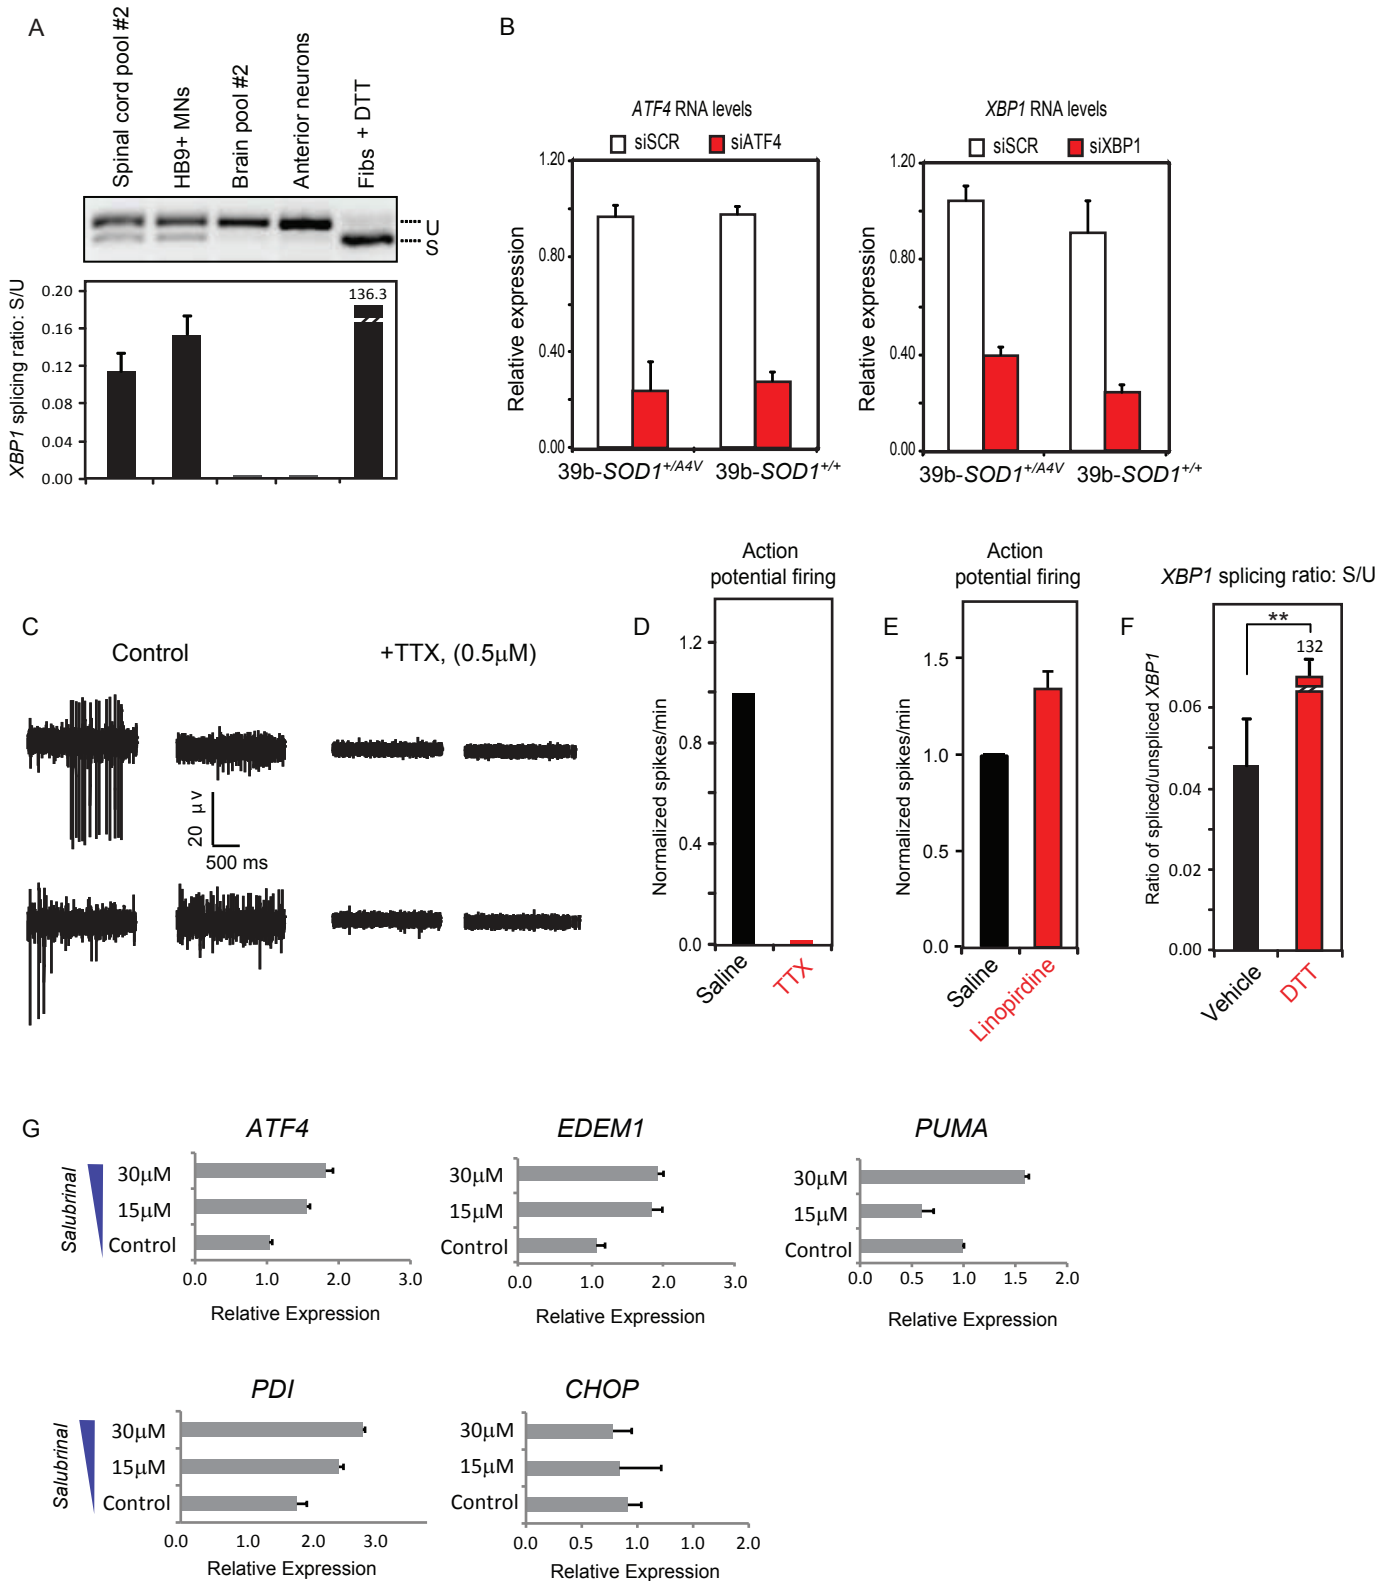 A
Spinal cord pool #2
HB9+ MNs
Brain pool #2
Anterior neurons
Fibs + DTT
U
S
XBP1 splicing ratio: S/U
0.20
0.16
0.12
0.08
0.04
0.00
136.3
B
ATF4 RNA levels
siSCR
siATF4
Relative expression
1.20
0.80
0.40
0.00
39b-SOD1+/A4V
39b-SOD1+/+
XBP1 RNA levels
siSCR
siXBP1
Relative expression
1.20
0.80
0.40
0.00
39b-SOD1+/A4V
39b-SOD1+/+
C
Control
+TTX, (0.5μM)
20 μv
500 ms
D
Action
potential firing
Normalized spikes/min
1.2
0.8
0.4
0.0
Saline
TTX
E
Action
potential firing
Normalized spikes/min
1.5
1.0
0.5
0.0
Saline
Linopirdine
F
XBP1 splicing ratio: S/U
Ratio of spliced/unspliced XBP1
**
132
0.06
0.04
0.02
0.00
Vehicle
DTT
G
ATF4
Salubrinal
30μM
15μM
Control
0.0 1.0 2.0 3.0
Relative Expression
EDEM1
30μM
15μM
Control
0.0 1.0 2.0 3.0
Relative Expression
PUMA
30μM
15μM
Control
0.0 0.5 1.0 1.5 2.0
Relative Expression
PDI
Salubrinal
30μM
15μM
Control
0.0 1.0 2.0 3.0
Relative Expression
CHOP
30μM
15μM
Control
0.0 0.5 1.0 1.0 2.0
Relative Expression